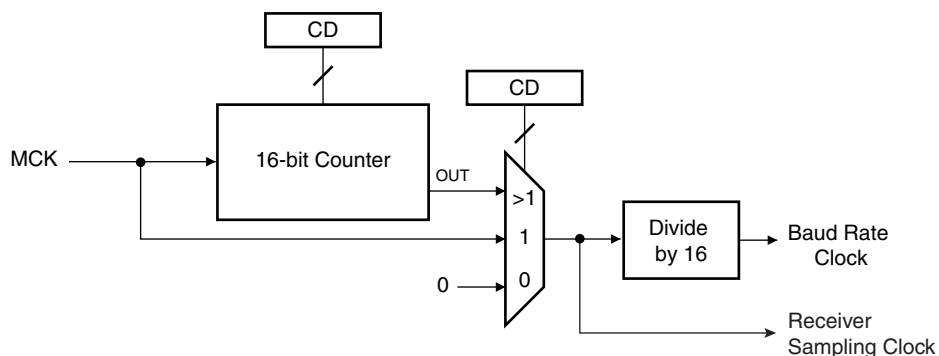 CD
CD
MCK
16-bit Counter
OUT
>1
1
0
0
Divide
by 16
Baud Rate
Clock
Receiver
Sampling Clock